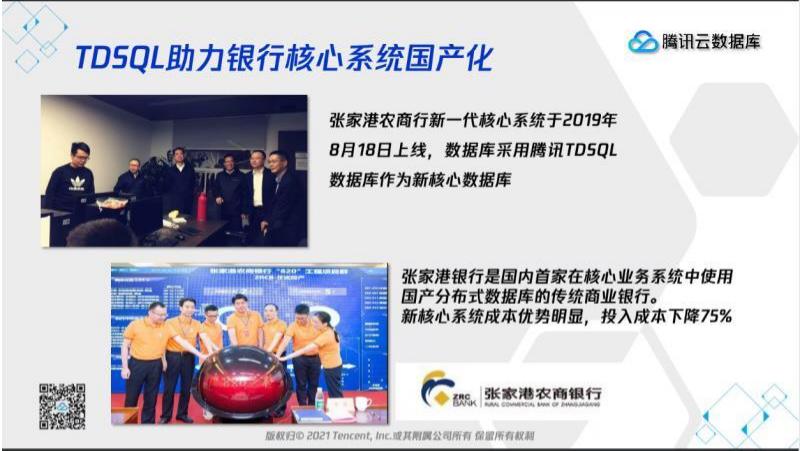 TDSQL助力银行核心系统国产化
腾讯云数据库
张家港农商行新一代核心系统于2019年
8月18日上线，数据库采用腾讯TDSQL
数据库作为新核心数据库
张家港农商银行“820”工程项目群
张家港银行是国内首家在核心业务系统中使用
国产分布式数据库的传统商业银行。
新核心系统成本优势明显，投入成本下降75%
ZRC
BANK
张家港农商银行
RURAL COMMERCIAL BANK OF ZHANGJIAGANG
版权归© 2021 Tencent, Inc.或其附属公司所有 保留所有权利